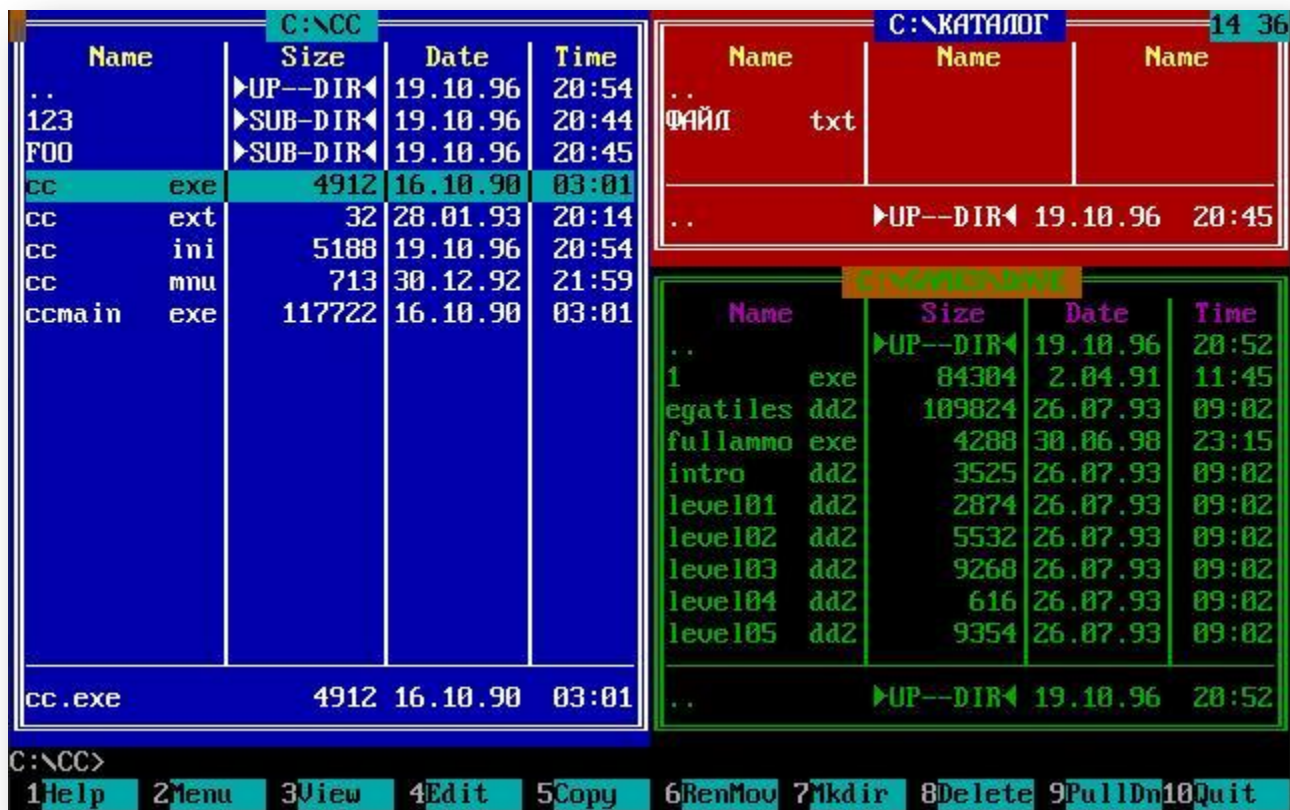 C:\CC
Name Size Date Time
.. ►UP--DIR◄ 19.10.96 20:54
123 ►SUB-DIR◄ 19.10.96 20:44
FOO ►SUB-DIR◄ 19.10.96 20:45
cc exe 4912 16.10.90 03:01
cc ext 32 28.01.93 20:14
cc ini 5188 19.10.96 20:54
cc mnu 713 30.12.92 21:59
ccmain exe 117722 16.10.90 03:01
cc.exe 4912 16.10.90 03:01
C:\КАТАЛОГ 14 36
Name Name Name
..
ФАЙЛ txt
.. ►UP--DIR◄ 19.10.96 20:45
Name Size Date Time
.. ►UP--DIR◄ 19.10.96 20:52
1 exe 84304 2.04.91 11:45
egatiles dd2 109824 26.07.93 09:02
fullammo exe 4288 30.06.98 23:15
intro dd2 3525 26.07.93 09:02
level01 dd2 2874 26.07.93 09:02
level02 dd2 5532 26.07.93 09:02
level03 dd2 9268 26.07.93 09:02
level04 dd2 616 26.07.93 09:02
level05 dd2 9354 26.07.93 09:02
.. ►UP--DIR◄ 19.10.96 20:52
C:\CC>
1Help 2Menu 3View 4Edit 5Copy 6RenMov 7Mkdir 8Delete 9PullDn 10Quit